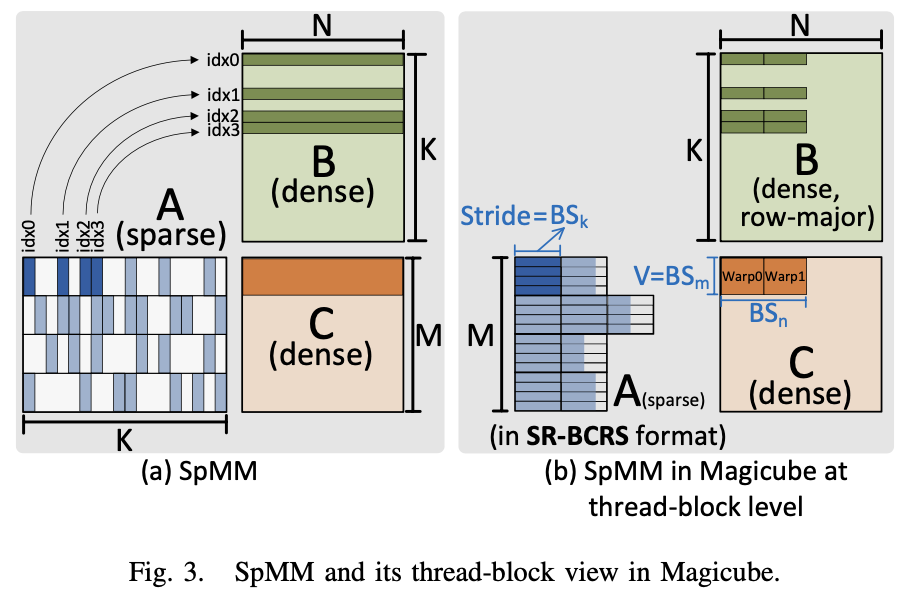 N
idx0
idx1
idx2
idx3
K
B
(dense)
A
(sparse)
idx0
idx1
idx2
idx3
C
(dense)
M
K
(a) SpMM
N
K
B
(dense,
row-major)
Stride=BSk
V=BSm
Warp0 Warp1
BSn
M
A(sparse)
C
(dense)
(in SR-BCRS format)
(b) SpMM in Magicube at
thread-block level
Fig. 3. SpMM and its thread-block view in Magicube.